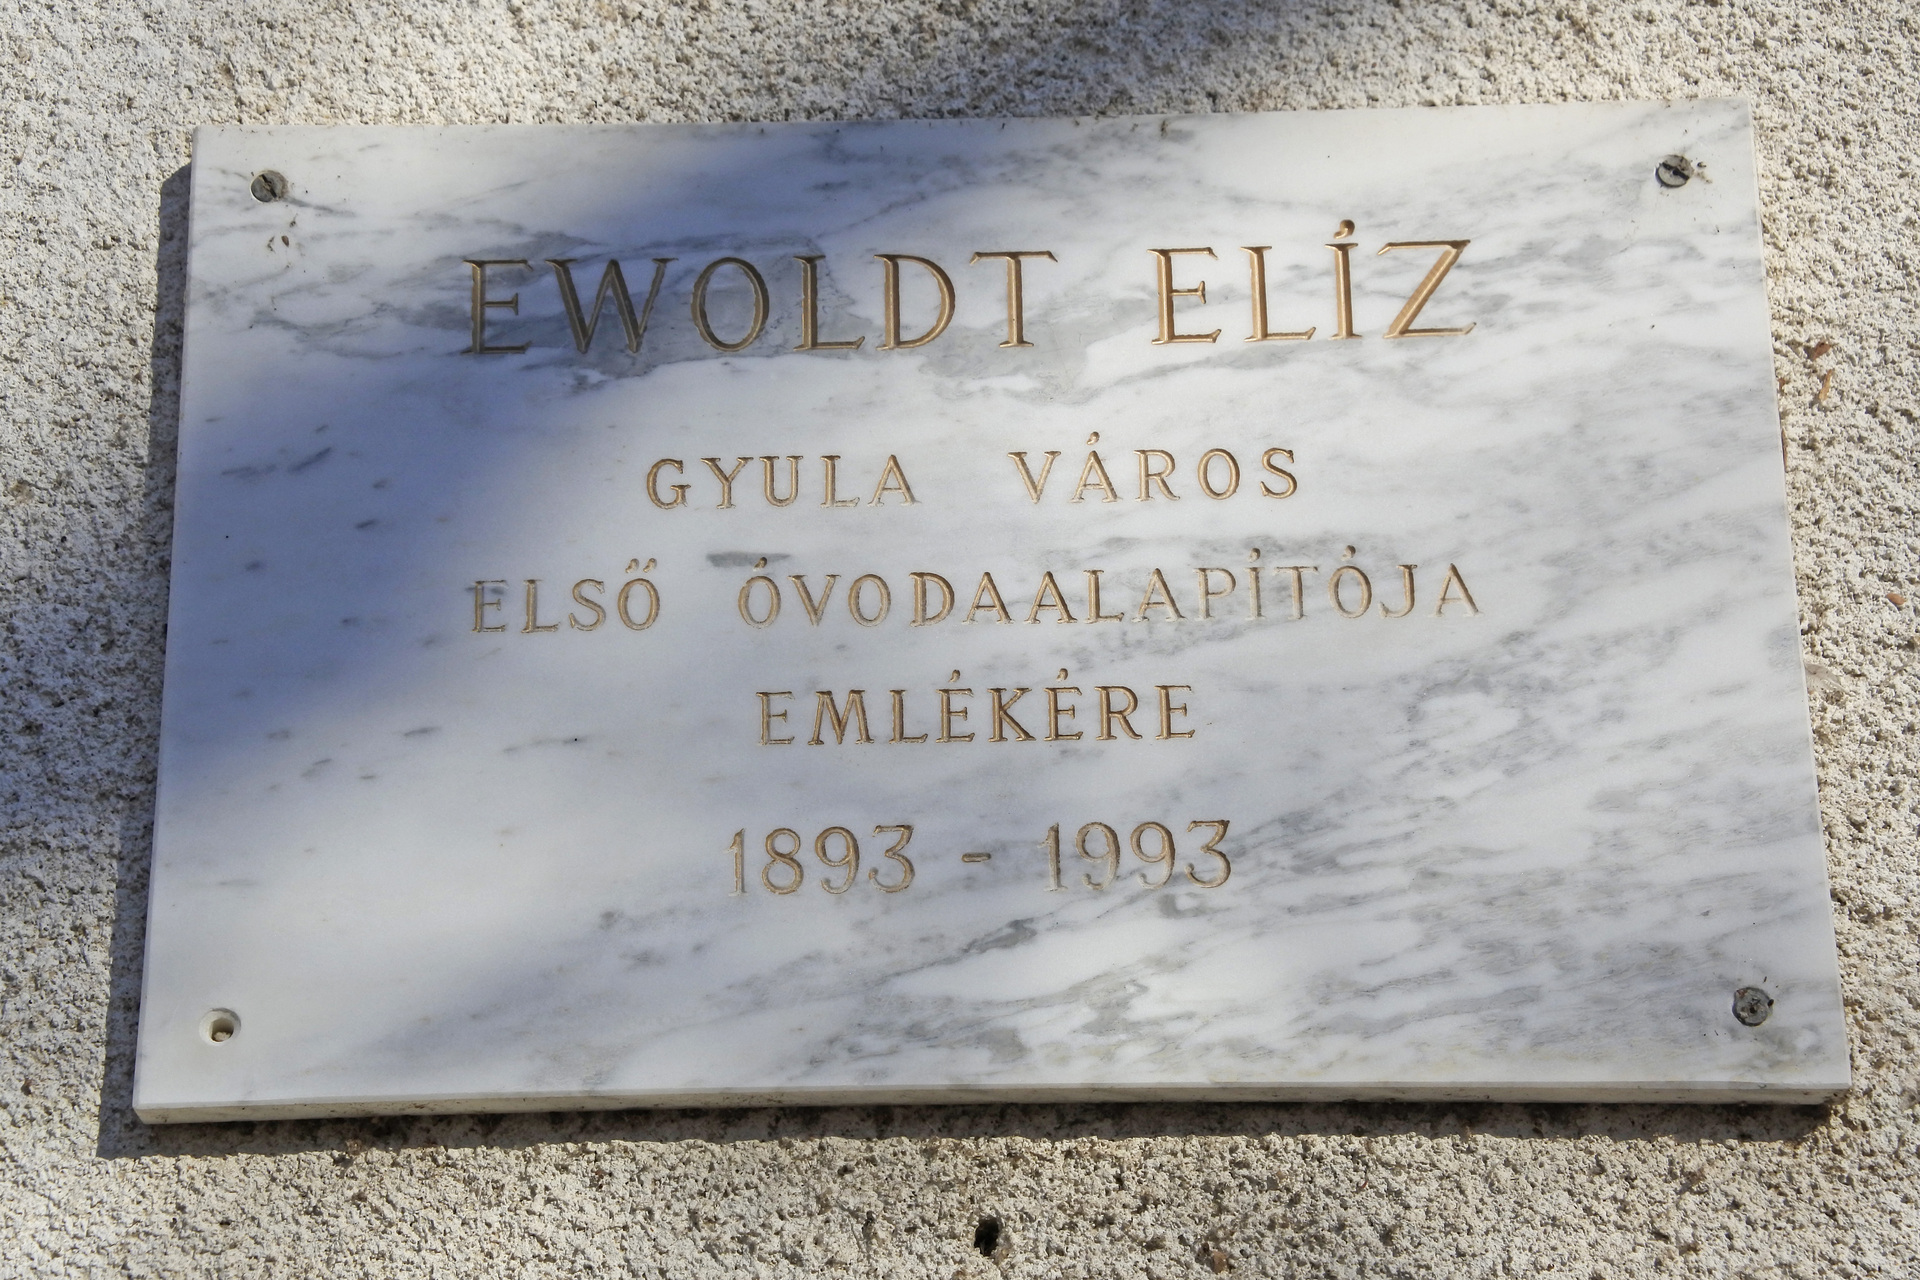 EWOLDT ELÍZ
GYULA VÁROS
ELSŐ ÓVODAALAPÍTÓJA
EMLÉKÉRE
1893 - 1993